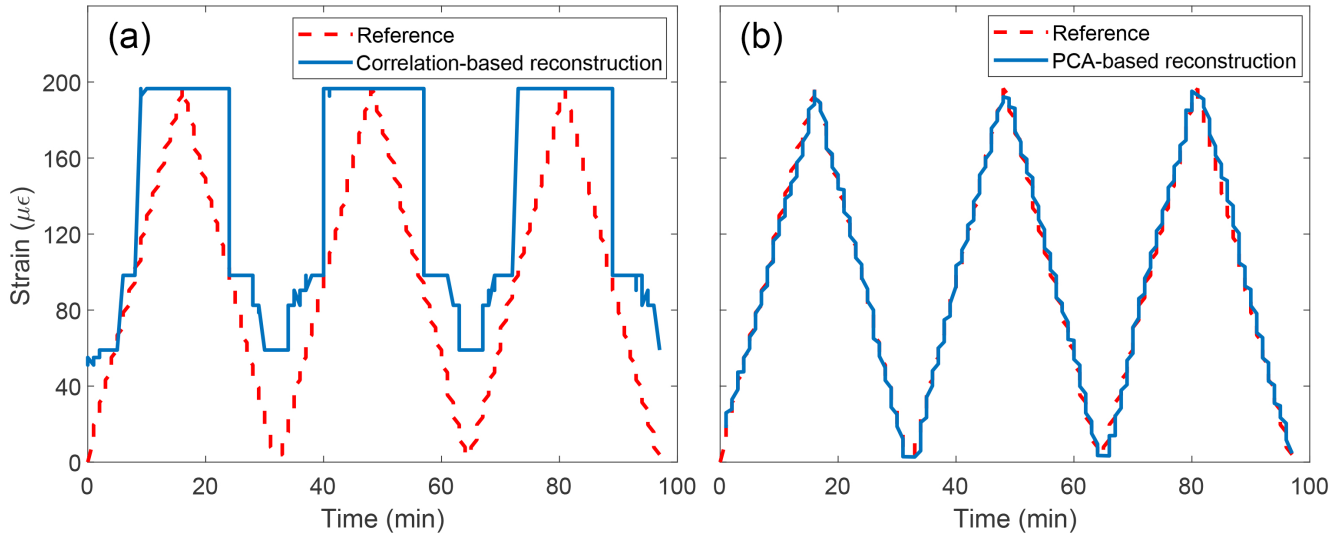 (a)
Reference
Correlation-based reconstruction
200
160
120
80
40
0
Strain (με)
0 20 40 60 80 100
Time (min)
(b)
Reference
PCA-based reconstruction
0 20 40 60 80 100
Time (min)